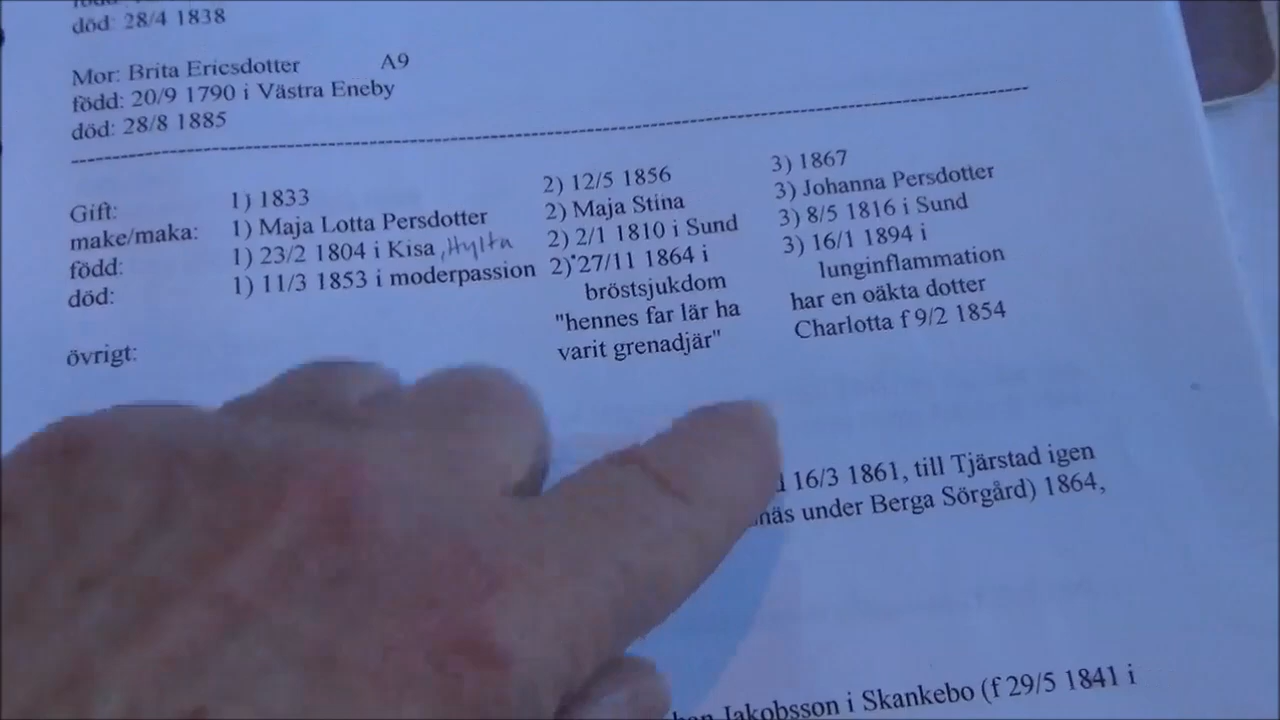 död: 28/4 1838
Mor: Brita Ericsdotter A9
född: 20/9 1790 i Västra Eneby
död: 28/8 1885
Gift: 1) 1833 2) 12/5 1856 3) 1867
make/maka: 1) Maja Lotta Persdotter 2) Maja Stina 3) Johanna Persdotter
född: 1) 23/2 1804 i Kisa, Hylta 2) 2/1 1810 i Sund 3) 8/5 1816 i Sund
död: 1) 11/3 1853 i moderpassion 2) 27/11 1864 i 3) 16/1 1894 i
bröstsjukdom lunginflammation
övrigt: "hennes far lär ha har en oäkta dotter
varit grenadjär" Charlotta f 9/2 1854
16/3 1861, till Tjärstad igen
under Berga Sörgård) 1864,
Jakobsson i Skankebo (f 29/5 1841 i